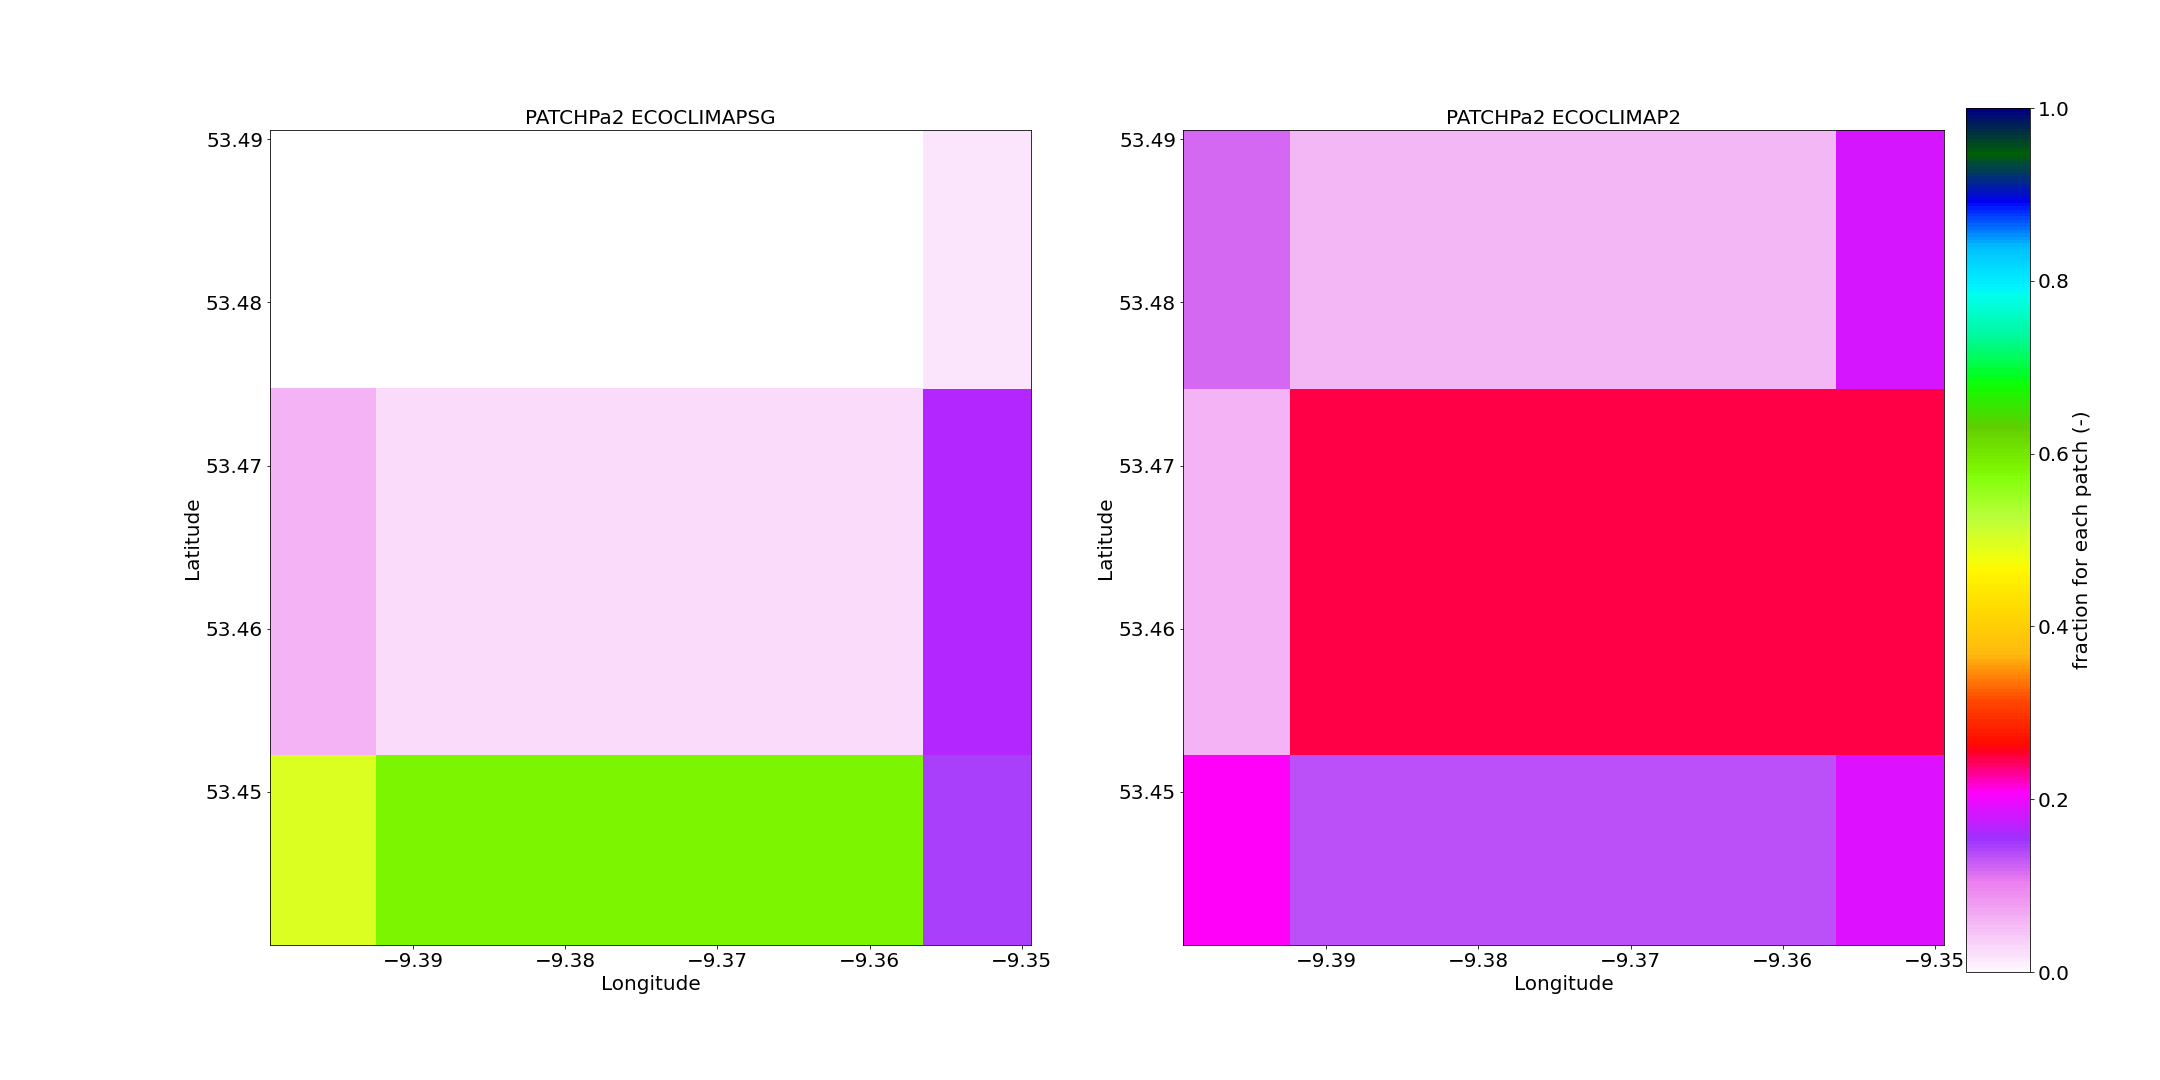 PATCHPa2 ECOCLIMAPSG
53.49
53.48
53.47
53.46
53.45
Latitude
−9.39 −9.38 −9.37 −9.36 −9.35
Longitude
PATCHPa2 ECOCLIMAP2
53.49
53.48
53.47
53.46
53.45
Latitude
−9.39 −9.38 −9.37 −9.36 −9.35
Longitude
1.0
0.8
0.6
0.4
0.2
0.0
fraction for each patch (-)